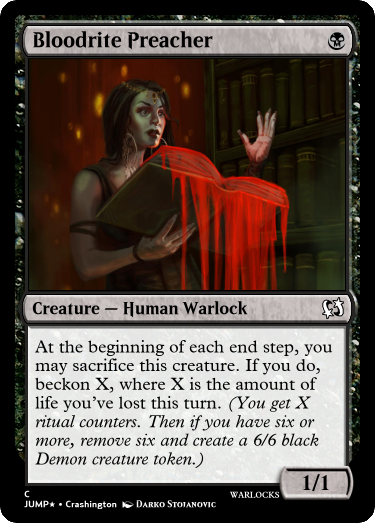 Bloodrite Preacher
Creature — Human Warlock
At the beginning of each end step, you
may sacrifice this creature. If you do,
beckon X, where X is the amount of
life you've lost this turn. (You get X
ritual counters. Then if you have six
or more, remove six and create a 6/6 black
Demon creature token.)
1/1
C
WARLOCKS
JUMP★ • Crashington Darko Stojanovic